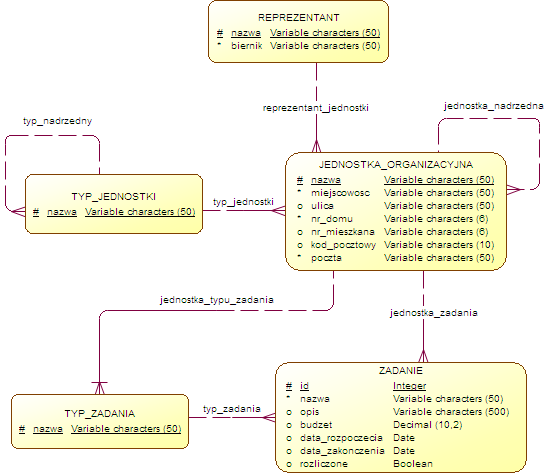 REPREZENTANT
# nazwa Variable characters (50)
* biernik Variable characters (50)
reprezentant_jednostki
jednostka_nadrzedna
typ_nadrzedny
JEDNOSTKA_ORGANIZACYJNA
# nazwa Variable characters (50)
* miejscowosc Variable characters (50)
o ulica Variable characters (50)
* nr_domu Variable characters (6)
o nr_mieszkana Variable characters (6)
o kod_pocztowy Variable characters (10)
* poczta Variable characters (50)
TYP_JEDNOSTKI
# nazwa Variable characters (50)
typ_jednostki
jednostka_typu_zadania
jednostka_zadania
ZADANIE
# id Integer
* nazwa Variable characters (50)
o opis Variable characters (500)
o budzet Decimal (10,2)
o data_rozpoczecia Date
o data_zakonczenia Date
o rozliczone Boolean
TYP_ZADANIA
# nazwa Variable characters (50)
typ_zadania